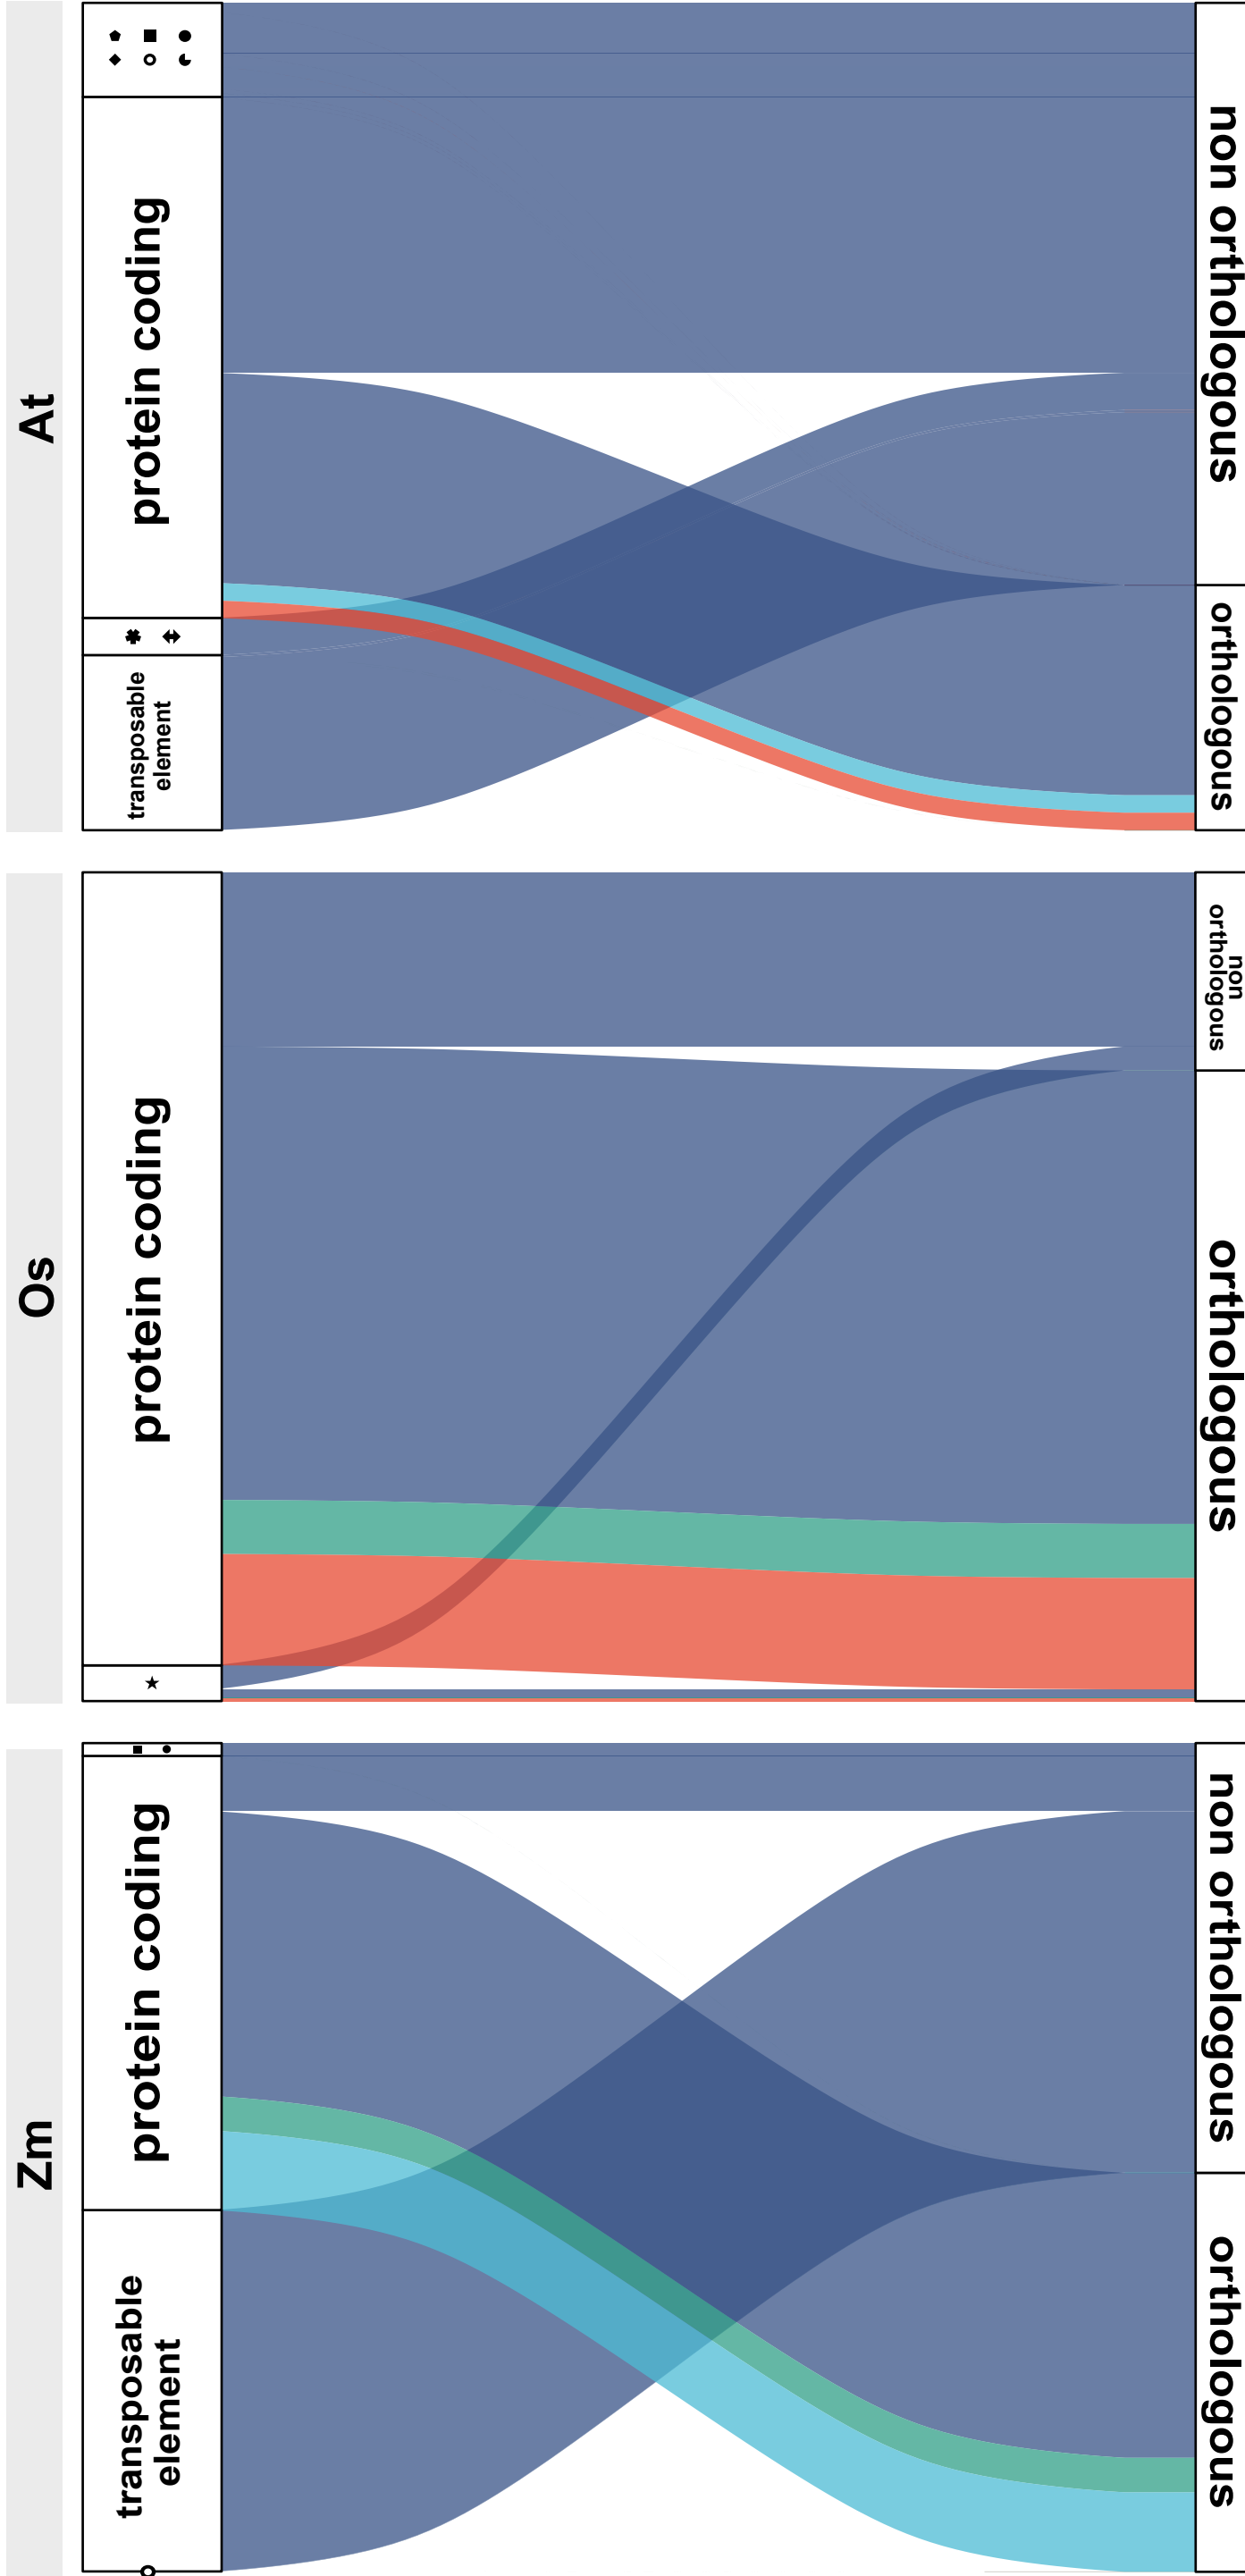 At
protein coding
transposable
element
non orthologous
orthologous
Os
protein coding
non
orthologous
orthologous
Zm
protein coding
transposable
element
non orthologous
orthologous